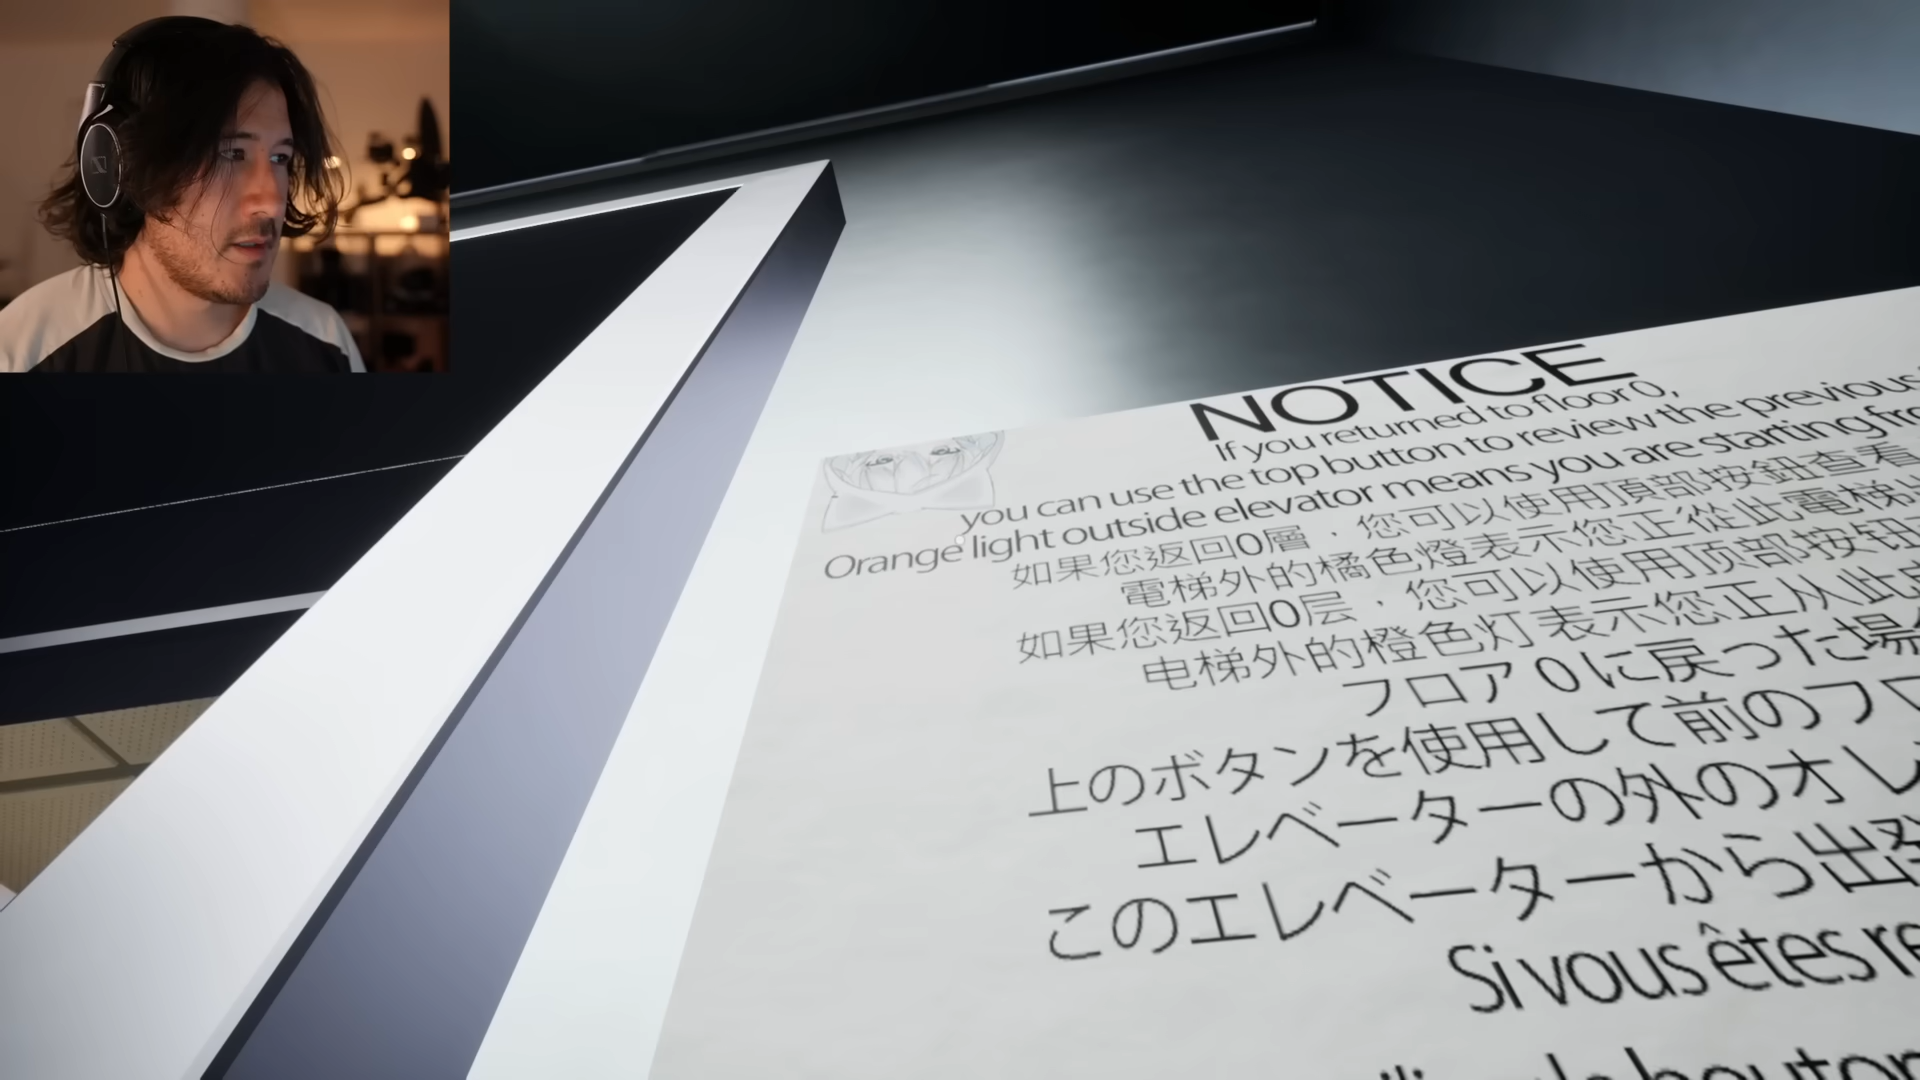 NOTICE
If you returned to floor 0,
you can use the top button to review the previous
Orange light outside elevator means you are starting
如果您返回0層，您可以使用頂部按鈕查看
電梯外的橘色燈表示您正從此電梯
如果您返回0层，您可以使用顶部按钮
电梯外的橙色灯表示您正从此
フロア 0 に戻った場
上のボタンを使用して前のフ
エレベーターの外のオレ
このエレベーターから出
Si vous êtes